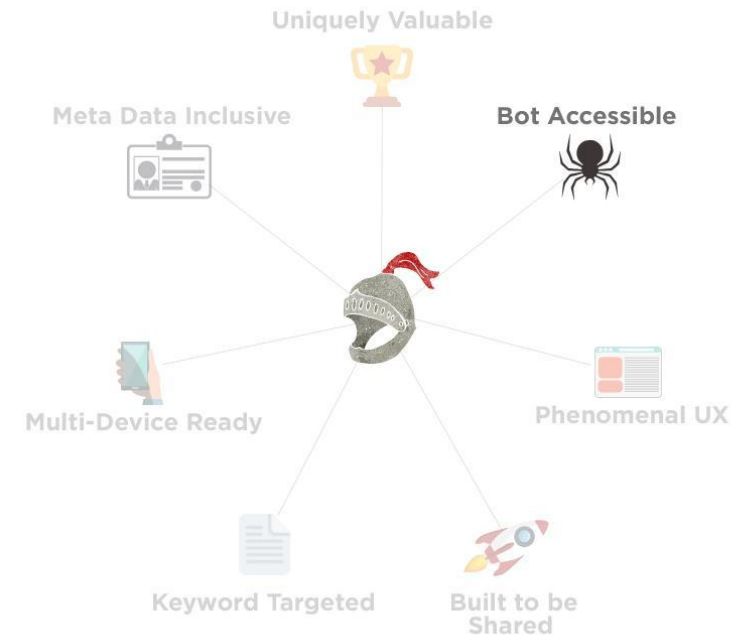 Uniquely Valuable
Meta Data Inclusive
Bot Accessible
Multi-Device Ready
Phenomenal UX
Keyword Targeted
Built to be
Shared